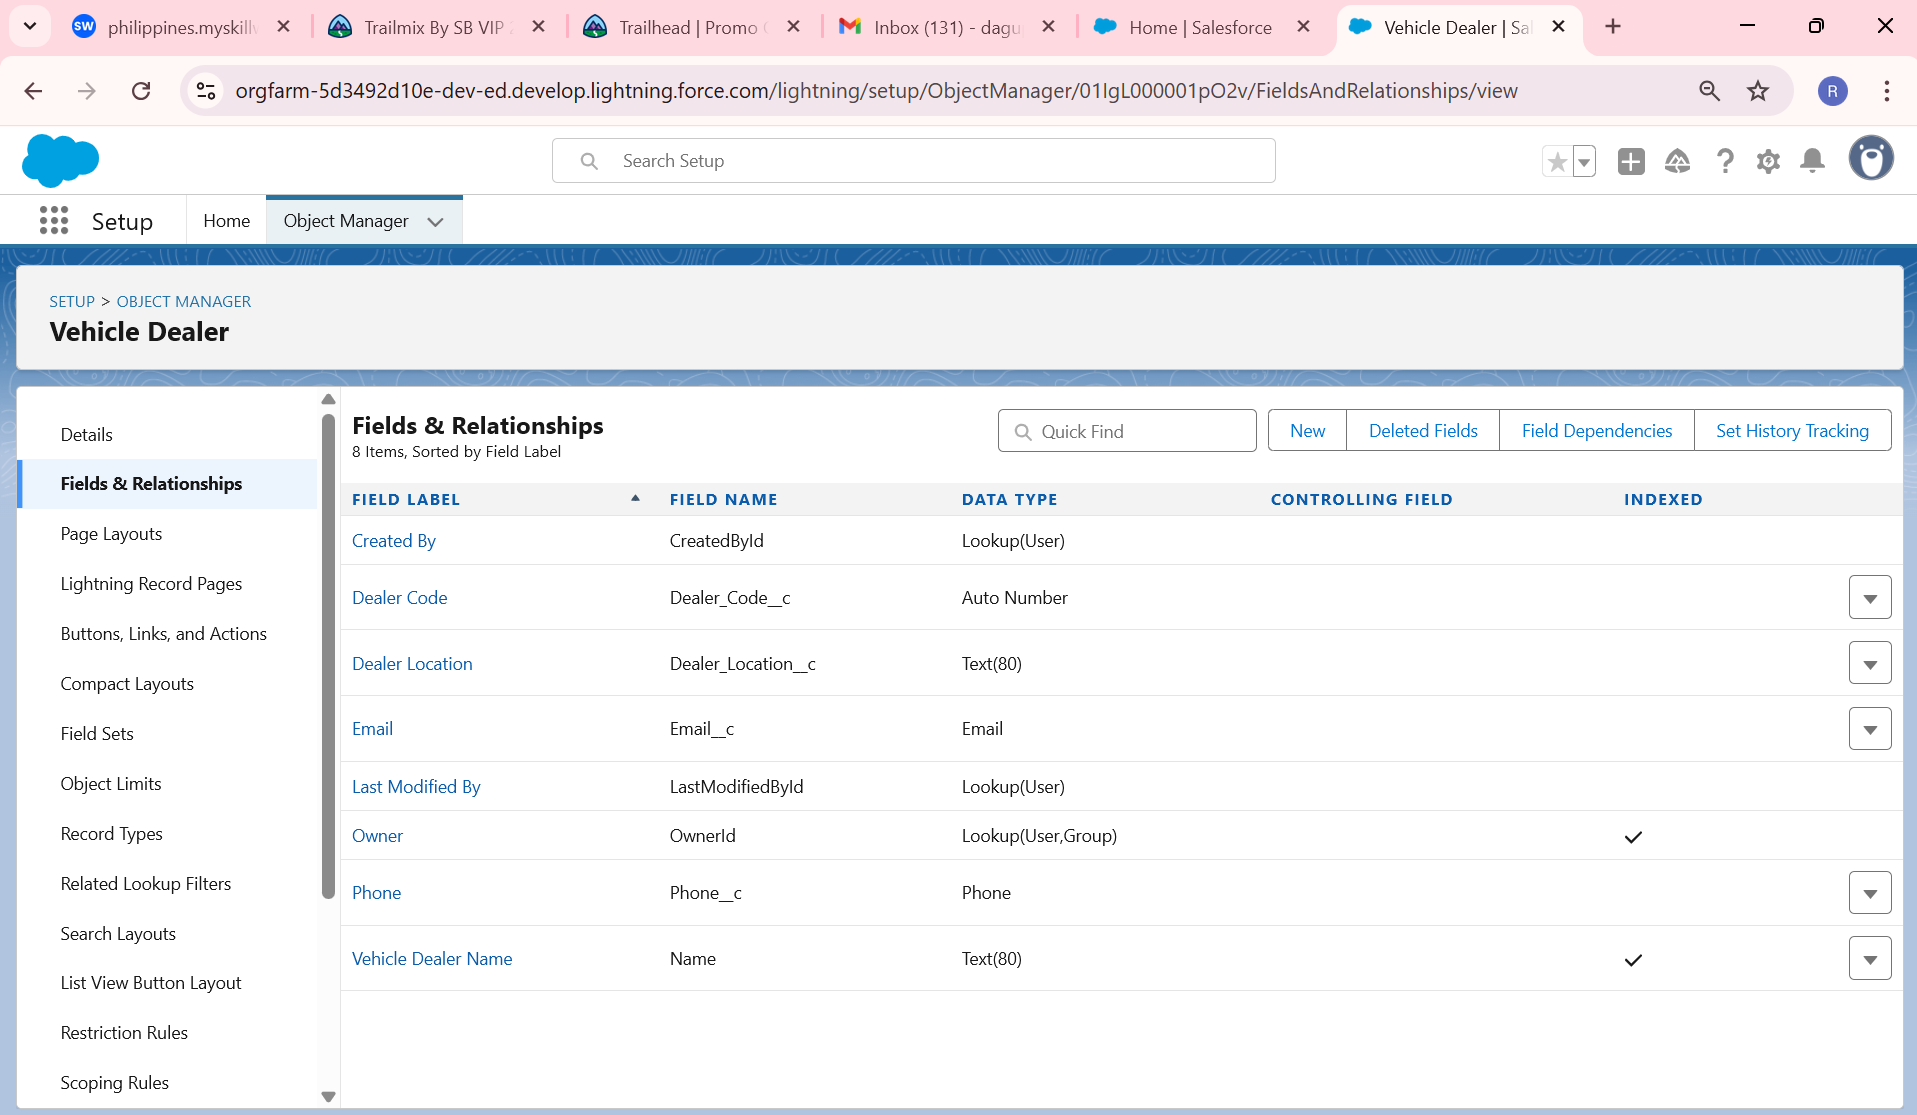 SW philippines.myskillw
Trailmix By SB VIP 2
Trailhead | Promo
Inbox (131) - dagu
Home | Salesforce
Vehicle Dealer | Sal
orgfarm-5d3492d10e-dev-ed.develop.lightning.force.com/lightning/setup/ObjectManager/01IgL000001pO2v/FieldsAndRelationships/view
R
Search Setup
Setup
Home
Object Manager
SETUP > OBJECT MANAGER
Vehicle Dealer
Details
Fields & Relationships
Page Layouts
Lightning Record Pages
Buttons, Links, and Actions
Compact Layouts
Field Sets
Object Limits
Record Types
Related Lookup Filters
Search Layouts
List View Button Layout
Restriction Rules
Scoping Rules
Fields & Relationships
8 Items, Sorted by Field Label
Quick Find
New
Deleted Fields
Field Dependencies
Set History Tracking
FIELD LABEL FIELD NAME DATA TYPE CONTROLLING FIELD INDEXED
Created By CreatedById Lookup(User)
Dealer Code Dealer_Code__c Auto Number
Dealer Location Dealer_Location__c Text(80)
Email Email__c Email
Last Modified By LastModifiedById Lookup(User)
Owner OwnerId Lookup(User,Group)
Phone Phone__c Phone
Vehicle Dealer Name Name Text(80)